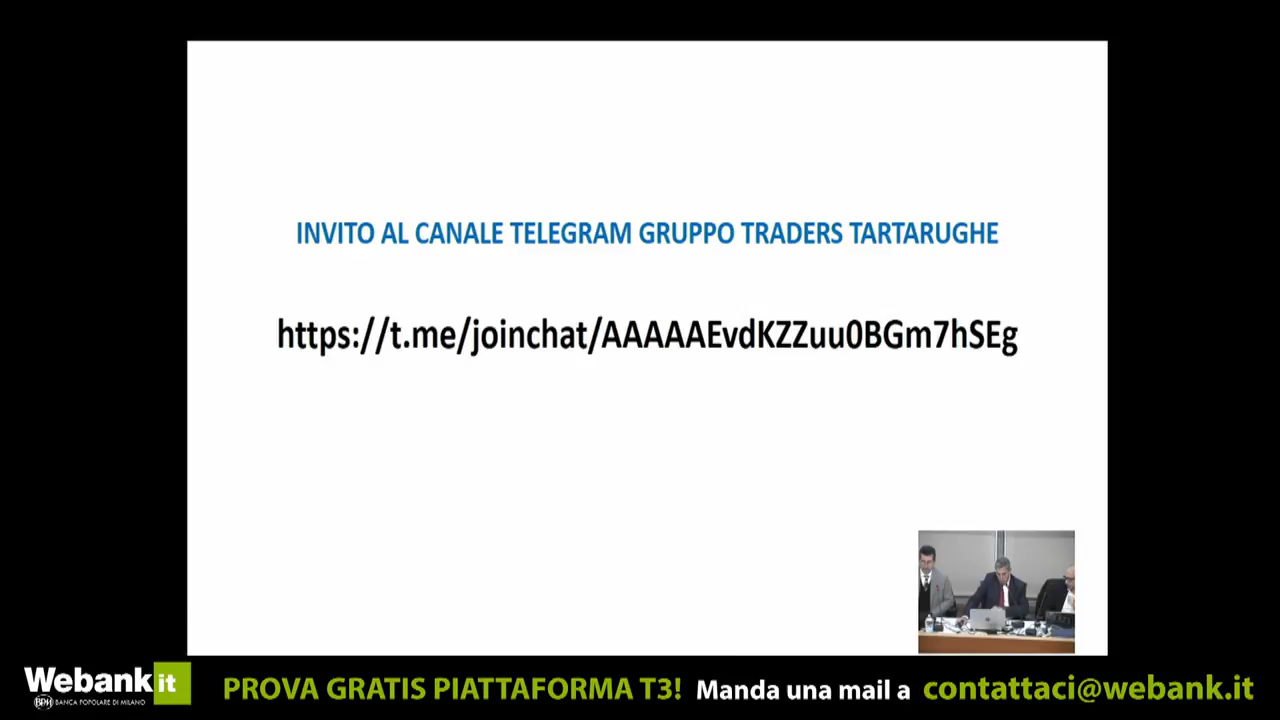 INVITO AL CANALE TELEGRAM GRUPPO TRADERS TARTARUGHE
https://t.me/joinchat/AAAAAEvdKZZuu0BGm7hSEg
Webank it
BPM BANCA POPOLARE DI MILANO
PROVA GRATIS PIATTAFORMA T3! Manda una mail a contattaci@webank.it